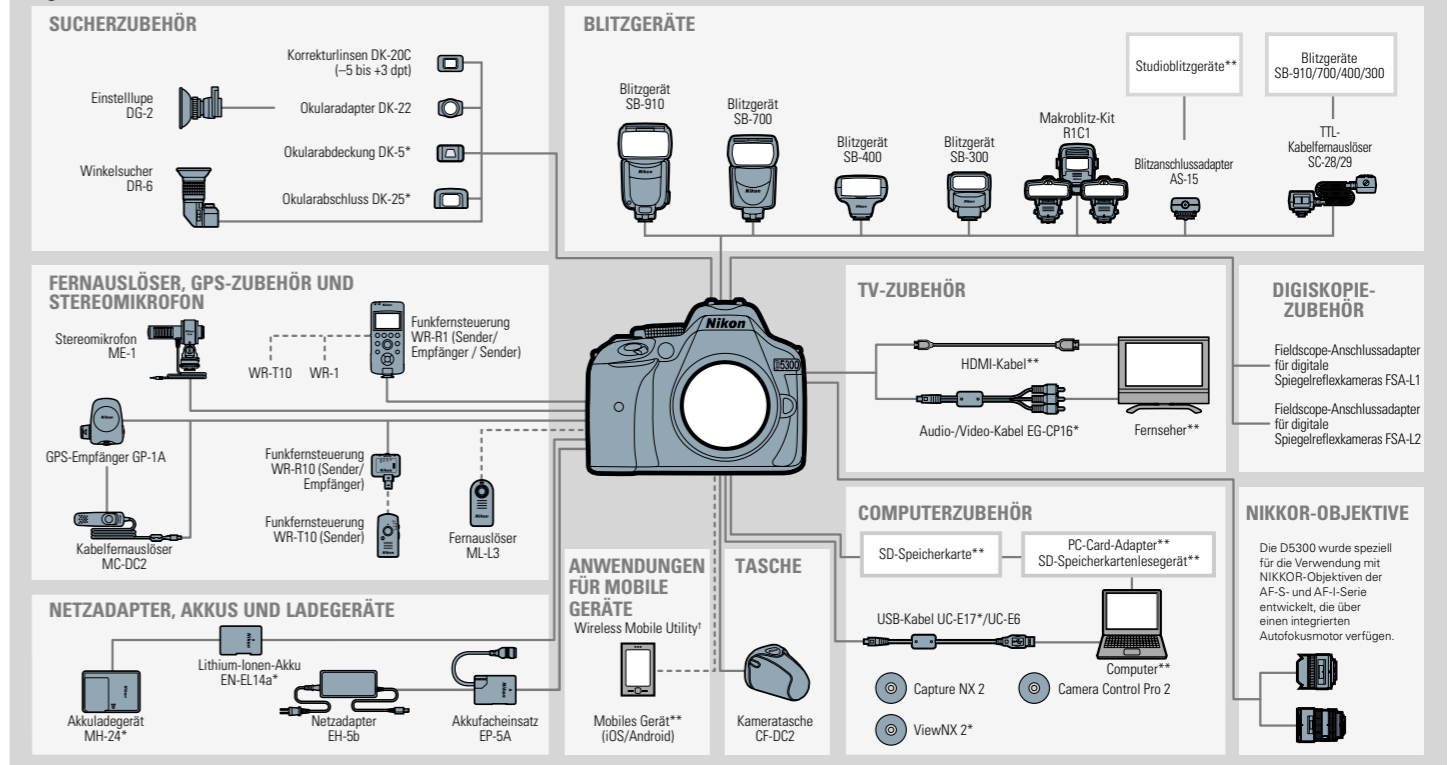 SUCHERZUBEHÖR
Korrekturlinsen DK-20C
(–5 bis +3 dpt)
Einstelllupe
DG-2
Okularadapter DK-22
Okularabdeckung DK-5*
Winkelsucher
DR-6
Okularabschluss DK-25*
BLITZGERÄTE
Blitzgerät
SB-910
Blitzgerät
SB-700
Blitzgerät
SB-400
Blitzgerät
SB-300
Makroblitz-Kit
R1C1
Studioblitzgeräte**
Blitzanschlussadapter
AS-15
Blitzgeräte
SB-910/700/400/300
TTL-
Kabelfernauslöser
SC-28/29
FERNAUSLÖSER, GPS-ZUBEHÖR UND
STEREOMIKROFON
Stereomikrofon
ME-1
WR-T10
WR-1
Funkfernsteuerung
WR-R1 (Sender/
Empfänger / Sender)
GPS-Empfänger GP-1A
Funkfernsteuerung
WR-R10 (Sender/
Empfänger)
Funkfernsteuerung
WR-T10 (Sender)
Kabelfernauslöser
MC-DC2
Fernauslöser
ML-L3
Nikon
D5300
TV-ZUBEHÖR
HDMI-Kabel**
Audio-/Video-Kabel EG-CP16*
Fernseher**
DIGISKOPIE-
ZUBEHÖR
Fieldscope-Anschlussadapter
für digitale
Spiegelreflexkameras FSA-L1
Fieldscope-Anschlussadapter
für digitale
Spiegelreflexkameras FSA-L2
NETZADAPTER, AKKUS UND LADEGERÄTE
Lithium-Ionen-Akku
EN-EL14a*
Akkuladegerät
MH-24*
Netzadapter
EH-5b
Akkufacheinsatz
EP-5A
ANWENDUNGEN
FÜR MOBILE
GERÄTE
Wireless Mobile Utility†
Mobiles Gerät**
(iOS/Android)
TASCHE
Kameratasche
CF-DC2
COMPUTERZUBEHÖR
SD-Speicherkarte**
PC-Card-Adapter**
SD-Speicherkartenlesegerät**
USB-Kabel UC-E17*/UC-E6
Computer**
Capture NX 2
Camera Control Pro 2
ViewNX 2*
NIKKOR-OBJEKTIVE
Die D5300 wurde speziell
für die Verwendung mit
NIKKOR-Objektiven der
AF-S- und AF-I-Serie
entwickelt, die über
einen integrierten
Autofokusmotor verfügen.